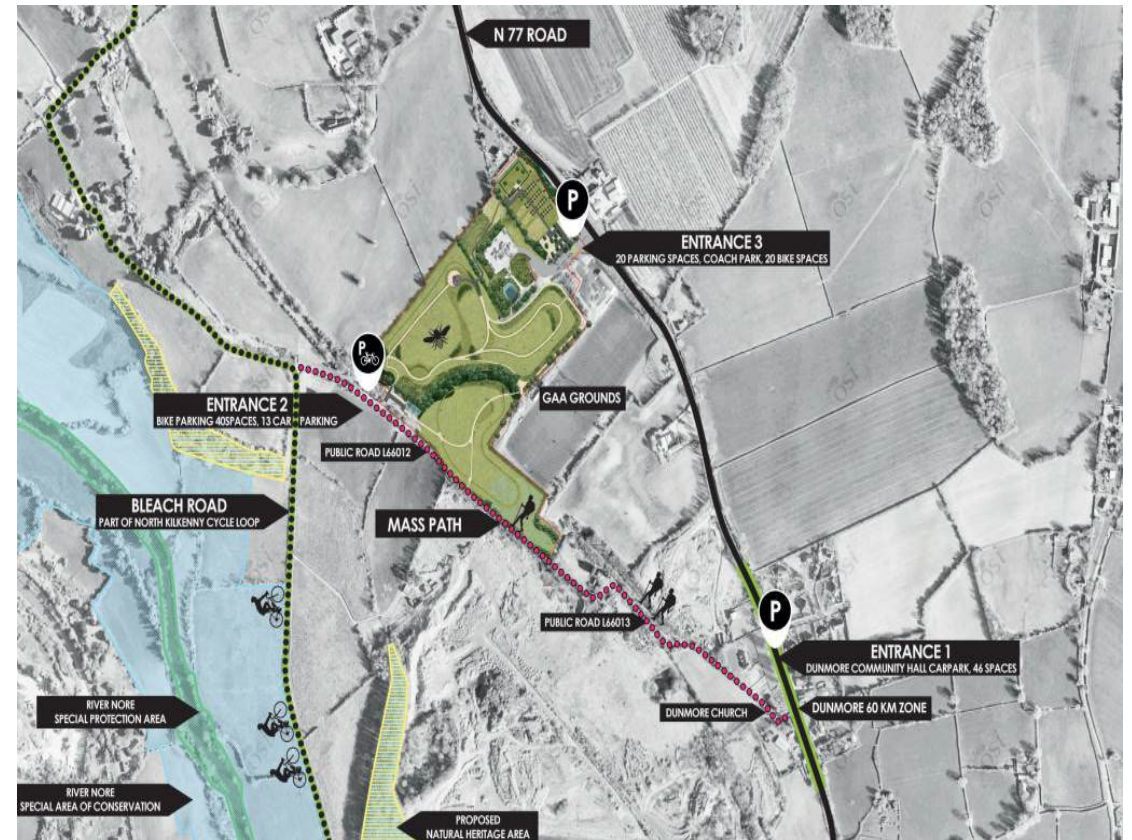 N 77 ROAD
P
ENTRANCE 3
20 PARKING SPACES, COACH PARK, 20 BIKE SPACES
P
ENTRANCE 2
BIKE PARKING 40SPACES, 13 CAR PARKING
GAA GROUNDS
PUBLIC ROAD L66012
BLEACH ROAD
PART OF NORTH KILKENNY CYCLE LOOP
MASS PATH
PUBLIC ROAD L66013
P
ENTRANCE 1
DUNMORE COMMUNITY HALL CARPARK, 46 SPACES
DUNMORE CHURCH
DUNMORE 60 KM ZONE
RIVER NORE
SPECIAL PROTECTION AREA
RIVER NORE
SPECIAL AREA OF CONSERVATION
PROPOSED
NATURAL HERITAGE AREA